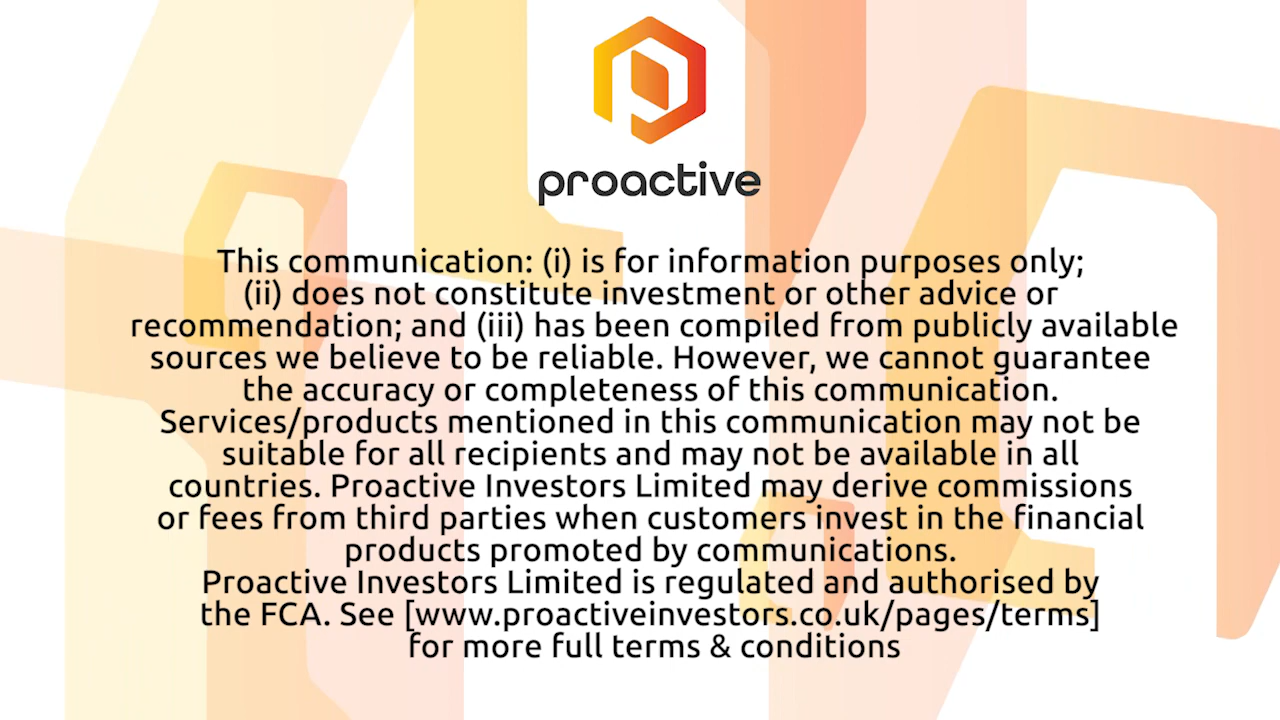 proactive
This communication: (i) is for information purposes only;
(ii) does not constitute investment or other advice or
recommendation; and (iii) has been compiled from publicly available
sources we believe to be reliable. However, we cannot guarantee
the accuracy or completeness of this communication.
Services/products mentioned in this communication may not be
suitable for all recipients and may not be available in all
countries. Proactive Investors Limited may derive commissions
or fees from third parties when customers invest in the financial
products promoted by communications.
Proactive Investors Limited is regulated and authorised by
the FCA. See [www.proactiveinvestors.co.uk/pages/terms]
for more full terms & conditions